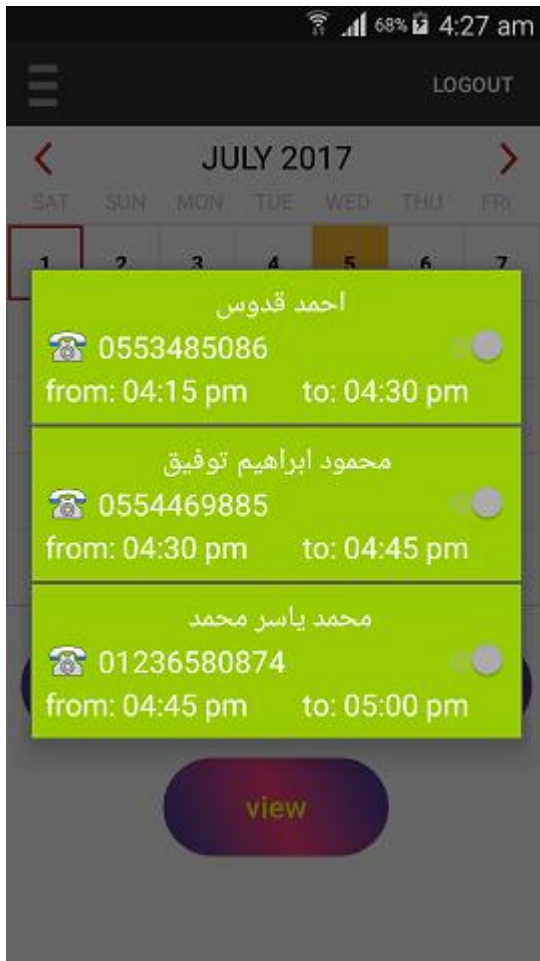 68% 4:27 am
LOGOUT
JULY 2017
SAT SUN MON TUE WED THU FRI
1 2 3 4 5 6 7
احمد قدوس
0553485086
from: 04:15 pm to: 04:30 pm
محمود ابراهيم توفيق
0554469885
from: 04:30 pm to: 04:45 pm
محمد ياسر محمد
01236580874
from: 04:45 pm to: 05:00 pm
view